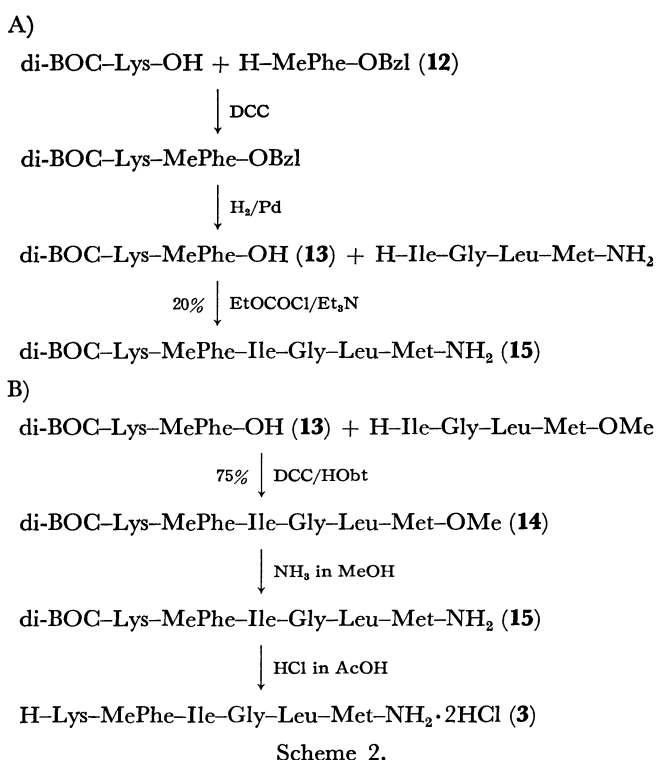 A)
di-BOC–Lys–OH + H–MePhe–OBzl (12)
DCC
di-BOC–Lys–MePhe–OBzl
H₂/Pd
di-BOC–Lys–MePhe–OH (13) + H–Ile–Gly–Leu–Met–NH₂
20% EtOCOCl/Et₃N
di-BOC–Lys–MePhe–Ile–Gly–Leu–Met–NH₂ (15)
B)
di-BOC–Lys–MePhe–OH (13) + H–Ile–Gly–Leu–Met–OMe
75% DCC/HObt
di-BOC–Lys–MePhe–Ile–Gly–Leu–Met–OMe (14)
NH₃ in MeOH
di-BOC–Lys–MePhe–Ile–Gly–Leu–Met–NH₂ (15)
HCl in AcOH
H–Lys–MePhe–Ile–Gly–Leu–Met–NH₂·2HCl (3)
Scheme 2.